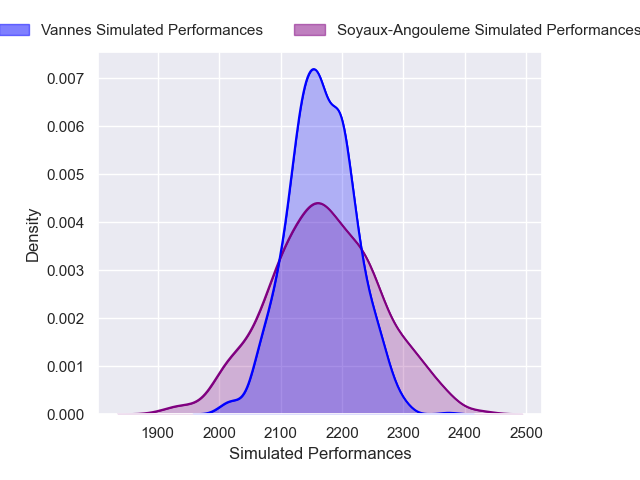 Vannes Simulated Performances
Soyaux-Angouleme Simulated Performances
0.007
0.006
0.005
0.004
0.003
0.002
0.001
0.000
Density
1900 2000 2100 2200 2300 2400 2500
Simulated Performances